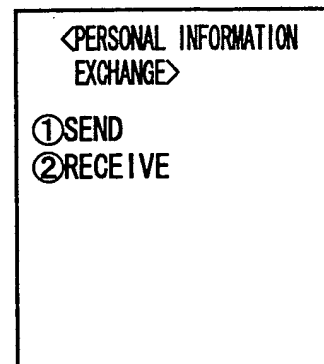 <PERSONAL INFORMATION
EXCHANGE>
①SEND
②RECEIVE